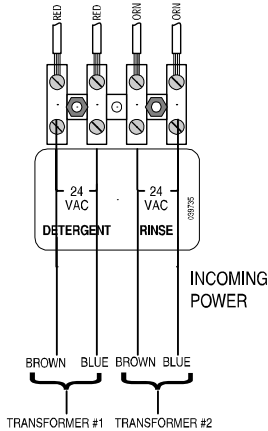 RED RED ORN ORN
24 VAC 24 VAC
DETERGENT RINSE
039735
INCOMING
POWER
BROWN BLUE BROWN BLUE
TRANSFORMER #1 TRANSFORMER #2